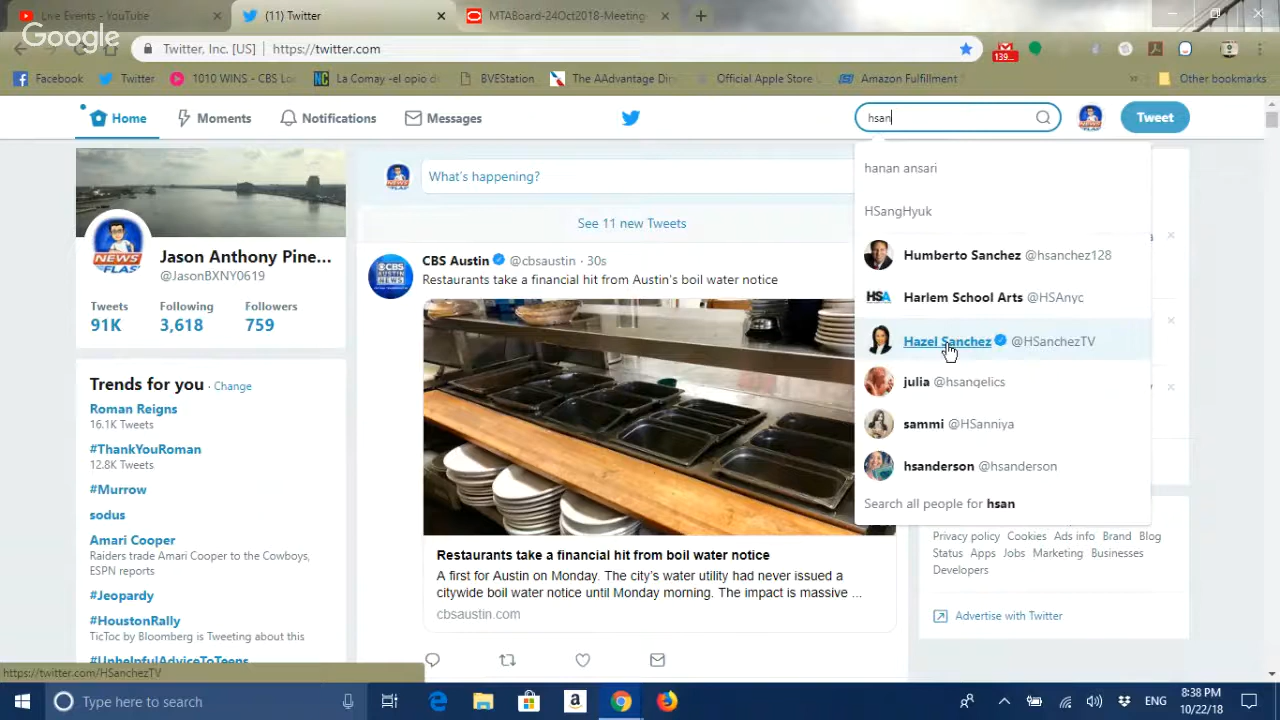 Live Events - YouTube
(11) Twitter
MTABoard-24Oct2018-Meeting-
Google
Twitter, Inc. [US]
https://twitter.com
139...
Facebook
Twitter
1010 WINS - CBS Lo
La Comay -el opio d
BVEStation
The AAdvantage Di
Official Apple Store
Amazon Fulfillment
»
Other bookmarks
Home
Moments
Notifications
Messages
hsan
Tweet
hanan ansari
HSangHyuk
Humberto Sanchez @hsanchez128
HSA Harlem School Arts @HSAnyc
Hazel Sanchez @HSanchezTV
julia @hsangelics
sammi @HSanniya
hsanderson @hsanderson
Search all people for hsan
What's happening?
See 11 new Tweets
NEWS
FLAS
Jason Anthony Pine...
@JasonBXNY0619
Tweets Following Followers
91K 3,618 759
Trends for you · Change
Roman Reigns
16.1K Tweets
#ThankYouRoman
12.8K Tweets
#Murrow
sodus
Amari Cooper
Raiders trade Amari Cooper to the Cowboys,
ESPN reports
#Jeopardy
#HoustonRally
TicToc by Bloomberg is Tweeting about this
#UnhelpfulAdviceToTeens
https://twitter.com/HSanchezTV
CBS Austin @cbsaustin · 30s
Restaurants take a financial hit from Austin's boil water notice
Restaurants take a financial hit from boil water notice
A first for Austin on Monday. The city's water utility had never issued a
citywide boil water notice until Monday morning. The impact is massive ...
cbsaustin.com
Privacy policy Cookies Ads info Brand Blog
Status Apps Jobs Marketing Businesses
Developers
Advertise with Twitter
Type here to search
ENG
8:38 PM
10/22/18